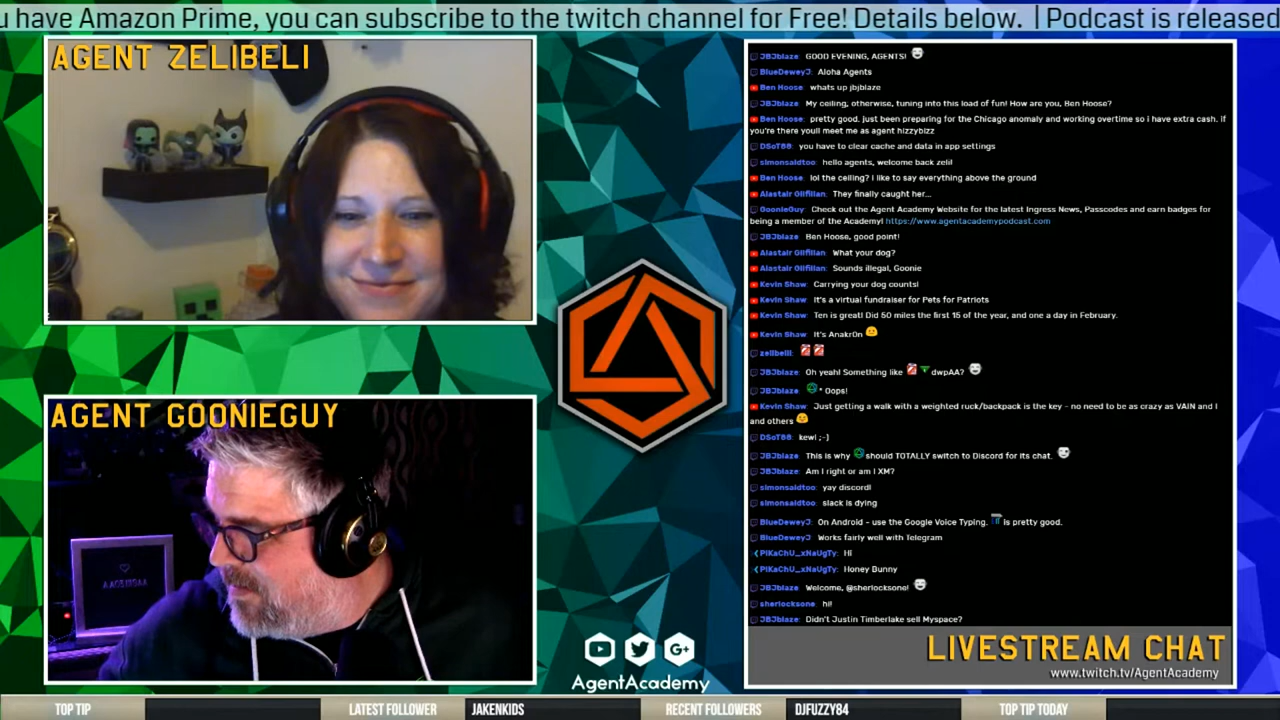 u have Amazon Prime, you can subscribe to the twitch channel for Free! Details below. | Podcast is released
AGENT ZELIBELI
AGENT GOONIEGUY
JBJblaze: GOOD EVENING, AGENTS!
BlueDeweyJ: Aloha Agents
Ben Hoose: whats up jbjblaze
JBJblaze: My ceiling, otherwise, tuning into this load of fun! How are you, Ben Hoose?
Ben Hoose: pretty good, just been preparing for the Chicago anomaly and working overtime so i have extra cash. if
you're there youll meet me as agent hizzybizz
DSoT88: you have to clear cache and data in app settings
simonsaidtoo: hello agents, welcome back zeli!
Ben Hoose: lol the ceiling? i like to say everything above the ground
Alastair Gilfillan: They finally caught her...
GoonieGuy: Check out the Agent Academy Website for the latest Ingress News, Passcodes and earn badges for
being a member of the Academy! https://www.agentacademypodcast.com
JBJblaze: Ben Hoose, good point!
Alastair Gilfillan: What your dog?
Alastair Gilfillan: Sounds illegal, Goonie
Kevin Shaw: Carrying your dog counts!
Kevin Shaw: It's a virtual fundraiser for Pets for Patriots
Kevin Shaw: Ten is great! Did 50 miles the first 15 of the year, and one a day in February.
Kevin Shaw: It's Anakr0n
zelibeli:
JBJblaze: Oh yeah! Something like dwpAA?
JBJblaze: * Oops!
Kevin Shaw: Just getting a walk with a weighted ruck/backpack is the key - no need to be as crazy as VAIN and I
and others
DSoT88: kewl ;-)
JBJblaze: This is why should TOTALLY switch to Discord for its chat.
JBJblaze: Am I right or am I XM?
simonsaidtoo: yay discord!
simonsaidtoo: slack is dying
BlueDeweyJ: On Android - use the Google Voice Typing. is pretty good.
BlueDeweyJ: Works fairly well with Telegram
PiKaChU_xNaUgTy: Hi
PiKaChU_xNaUgTy: Honey Bunny
JBJblaze: Welcome, @sherlocksone!
sherlocksone: hi!
JBJblaze: Didn't Justin Timberlake sell Myspace?
LIVESTREAM CHAT
www.twitch.tv/AgentAcademy
G+
AgentAcademy
TOP TIP
LATEST FOLLOWER
JAKENKIDS
RECENT FOLLOWERS
DJFUZZY84
TOP TIP TODAY